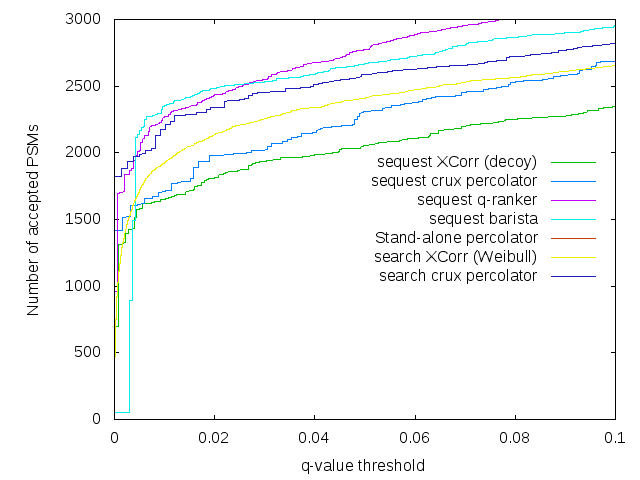 3000
2500
2000
1500
1000
500
0
Number of accepted PSMs
sequest XCorr (decoy)
sequest crux percolator
sequest q-ranker
sequest barista
Stand-alone percolator
search XCorr (Weibull)
search crux percolator
0 0.02 0.04 0.06 0.08 0.1
q-value threshold